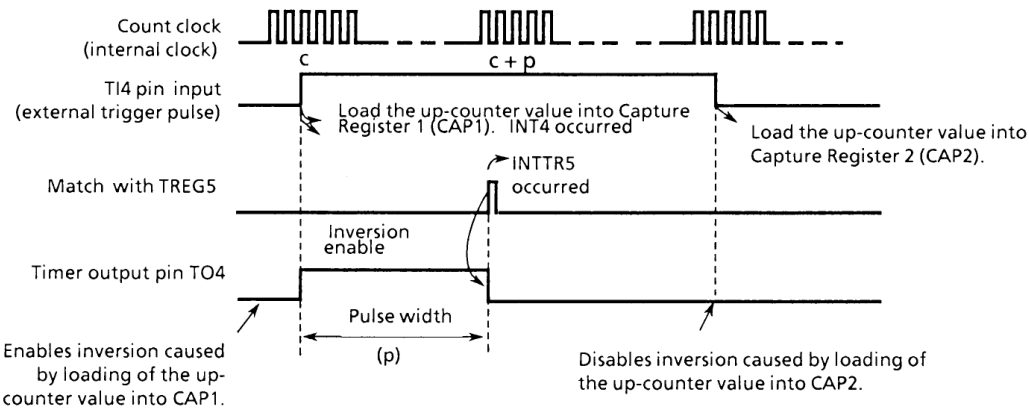 Count clock
(internal clock)
c
c + p
TI4 pin input
(external trigger pulse)
Load the up-counter value into Capture
Register 1 (CAP1). INT4 occurred
Load the up-counter value into
Capture Register 2 (CAP2).
INTTR5
occurred
Match with TREG5
Inversion
enable
Timer output pin TO4
Pulse width
(p)
Enables inversion caused
by loading of the up-
counter value into CAP1.
Disables inversion caused by loading of
the up-counter value into CAP2.